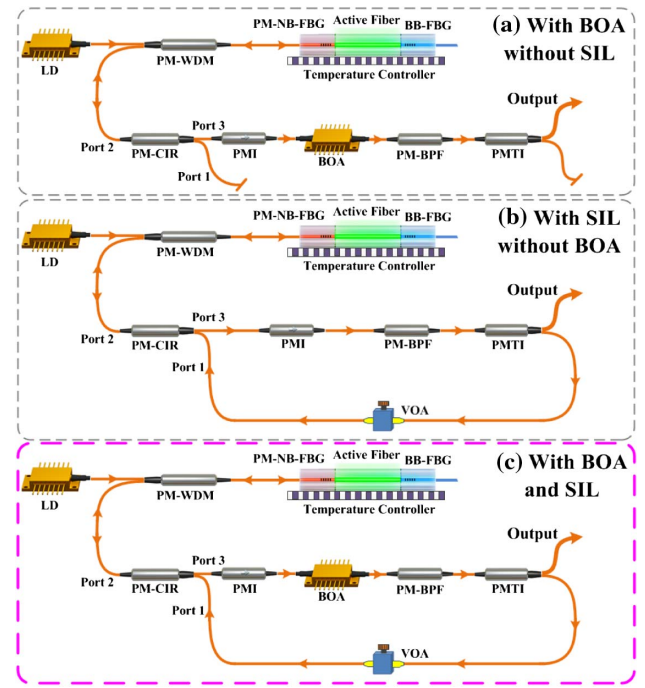 (a) With BOA
without SIL
PM-NB-FBG Active Fiber BB-FBG
LD
PM-WDM
Temperature Controller
Output
Port 3
Port 2
PM-CIR
PMI
BOA
PM-BPF
PMTI
Port 1
(b) With SIL
without BOA
PM-NB-FBG Active Fiber BB-FBG
LD
PM-WDM
Temperature Controller
Output
Port 3
Port 2
PM-CIR
PMI
PM-BPF
PMTI
Port 1
VOA
(c) With BOA
and SIL
PM-NB-FBG Active Fiber BB-FBG
LD
PM-WDM
Temperature Controller
Output
Port 3
Port 2
PM-CIR
PMI
BOA
PM-BPF
PMTI
Port 1
VOA